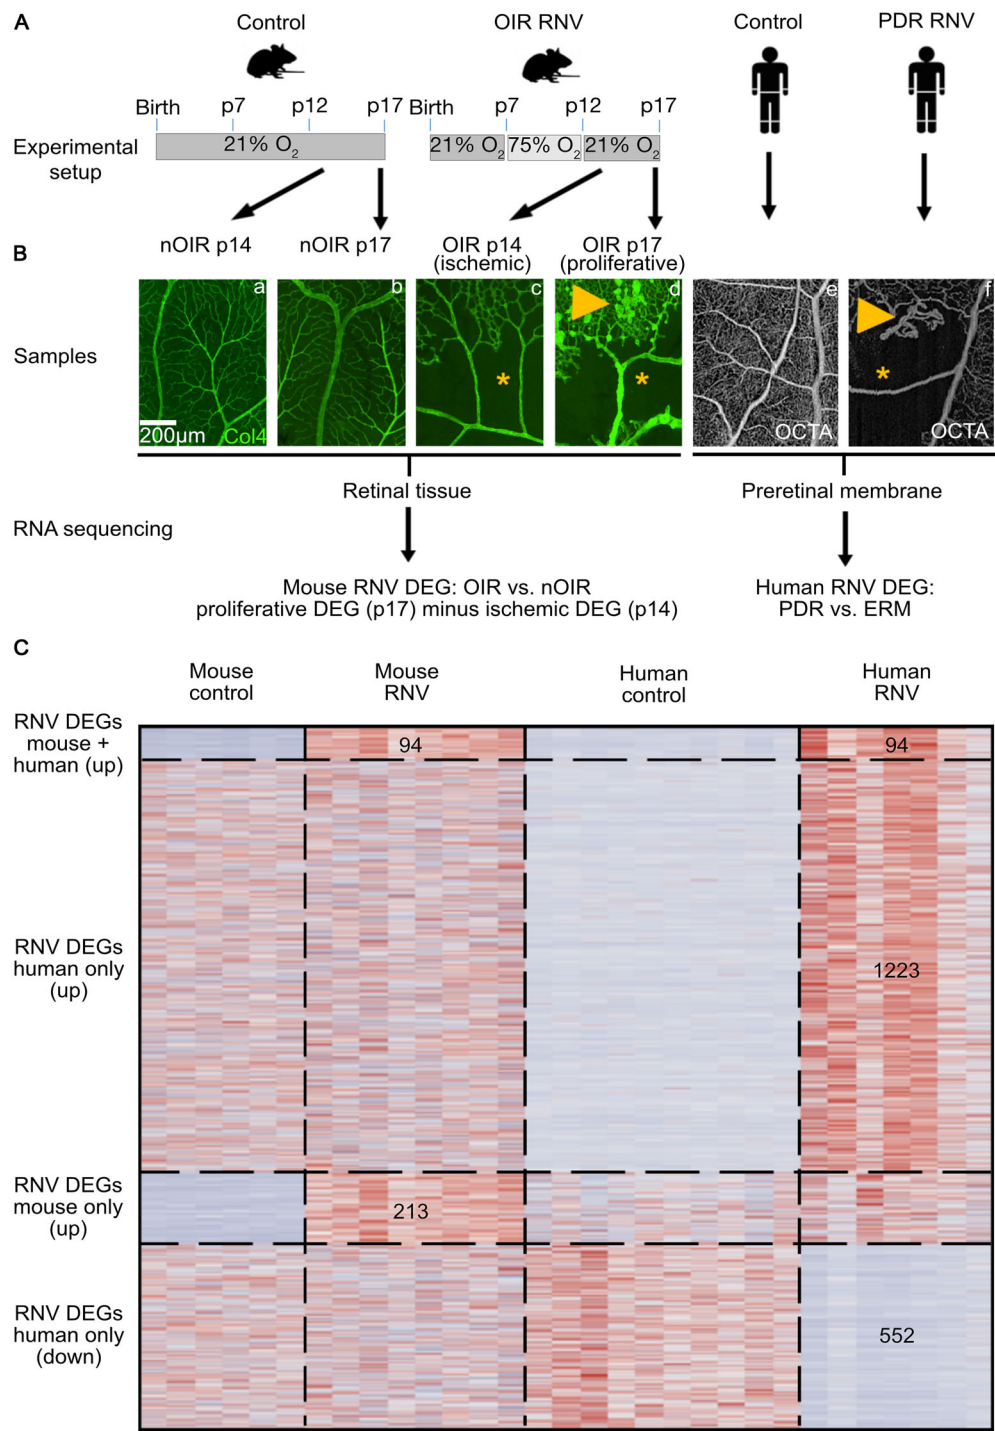 A
Control
OIR RNV
Control
PDR RNV
Birth
p7
p12
p17
Birth
p7
p12
p17
Experimental
setup
21% O2
21% O2
75% O2
21% O2
B
nOIR p14
nOIR p17
OIR p14
(ischemic)
OIR p17
(proliferative)
Samples
a
b
c
d
e
f
*
*
*
200µm
Col4
OCTA
OCTA
Retinal tissue
Preretinal membrane
RNA sequencing
Mouse RNV DEG: OIR vs. nOIR
proliferative DEG (p17) minus ischemic DEG (p14)
Human RNV DEG:
PDR vs. ERM
C
Mouse
control
Mouse
RNV
Human
control
Human
RNV
RNV DEGs
mouse +
human (up)
94
94
RNV DEGs
human only
(up)
1223
RNV DEGs
mouse only
(up)
213
RNV DEGs
human only
(down)
552